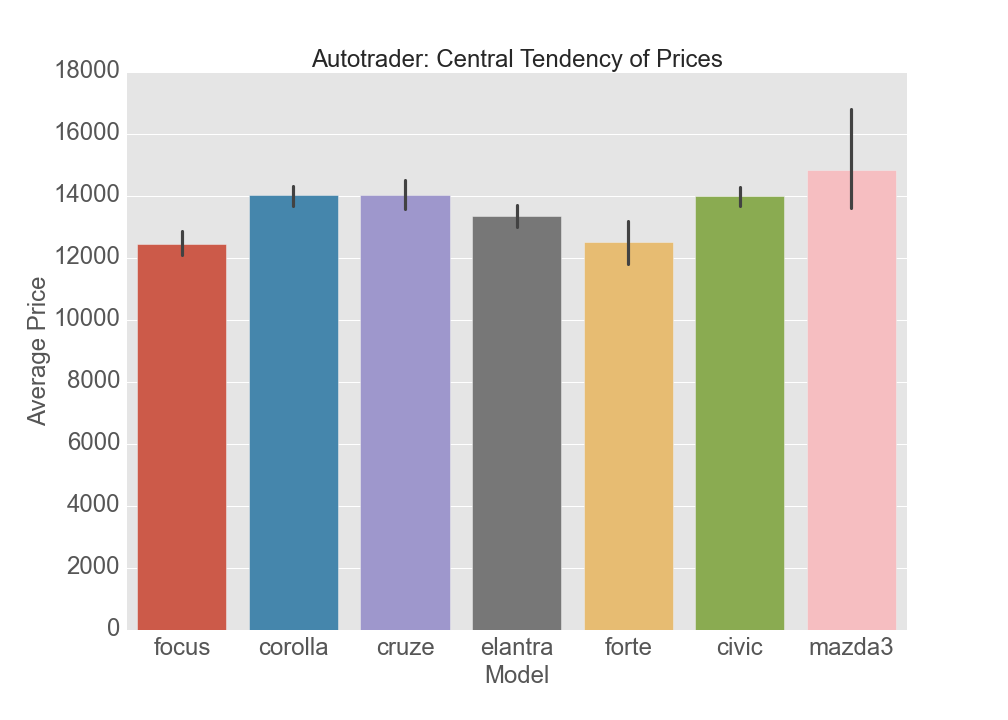 Autotrader: Central Tendency of Prices
18000
16000
14000
12000
10000
8000
6000
4000
2000
0
Average Price
focus corolla cruze elantra forte civic mazda3
Model